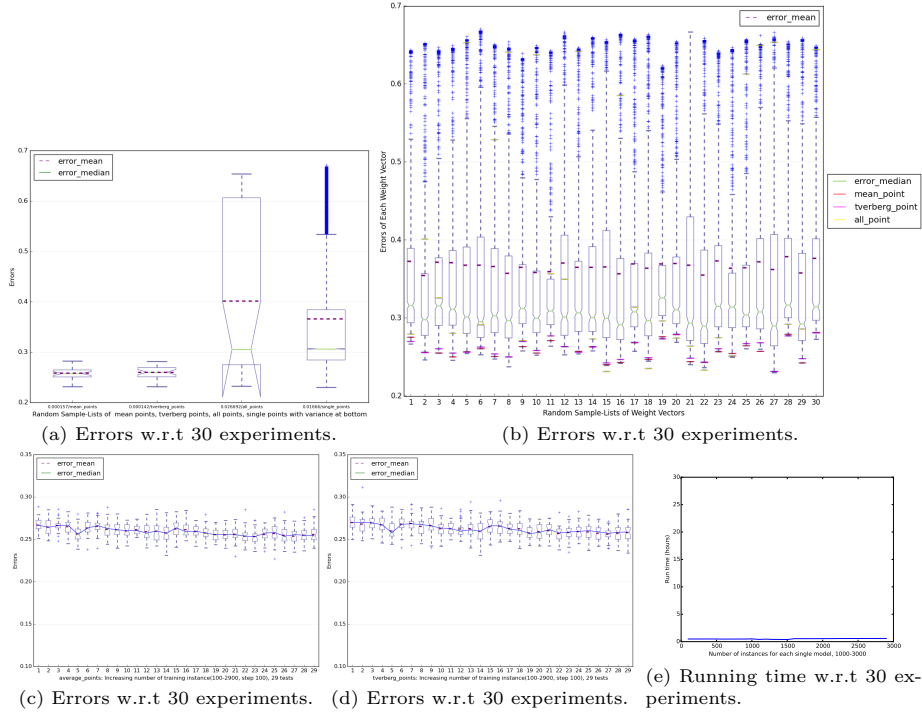 0.7
0.6
0.5
0.4
0.3
0.2
Errors
error_mean
error_median
0.000157/mean_points
0.000142/tverberg_points
0.026692/all_points
0.01666/single_points
Random Sample-Lists of mean points, tverberg points, all points, single points with variance at bottom
(a) Errors w.r.t 30 experiments.
0.7
0.6
0.5
0.4
0.3
0.2
Errors of Each Weight Vector
error_mean
error_median
mean_point
tverberg_point
all_point
1 2 3 4 5 6 7 8 9 10 11 12 13 14 15 16 17 18 19 20 21 22 23 24 25 26 27 28 29 30
Random Sample-Lists of Weight Vectors
(b) Errors w.r.t 30 experiments.
0.35
0.30
0.25
0.20
0.15
0.10
Errors
error_mean
error_median
1 2 3 4 5 6 7 8 9 10 11 12 13 14 15 16 17 18 19 20 21 22 23 24 25 26 27 28 29
average_points: Increasing number of training instance(100-2900, step 100), 29 tests
(c) Errors w.r.t 30 experiments.
0.35
0.30
0.25
0.20
0.15
0.10
Errors
error_mean
error_median
1 2 3 4 5 6 7 8 9 10 11 12 13 14 15 16 17 18 19 20 21 22 23 24 25 26 27 28 29
tverberg_points: Increasing number of training instance(100-2900, step 100), 29 tests
(d) Errors w.r.t 30 experiments.
30
25
20
15
10
5
0
Run time (hours)
0 500 1000 1500 2000 2500 3000
Number of instances for each single model, 1000-3000
(e) Running time w.r.t 30 ex-
periments.